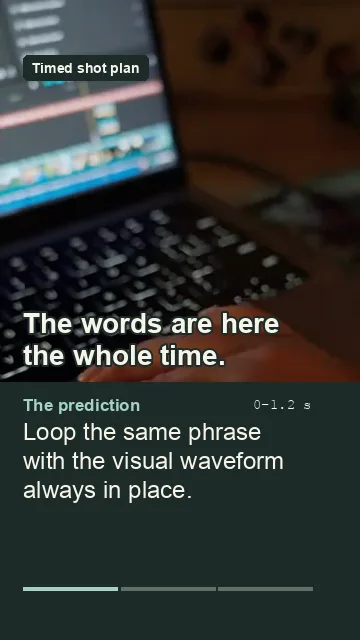 Timed shot plan
The words are here
the whole time.
The prediction 0–1.2 s
Loop the same phrase
with the visual waveform
always in place.